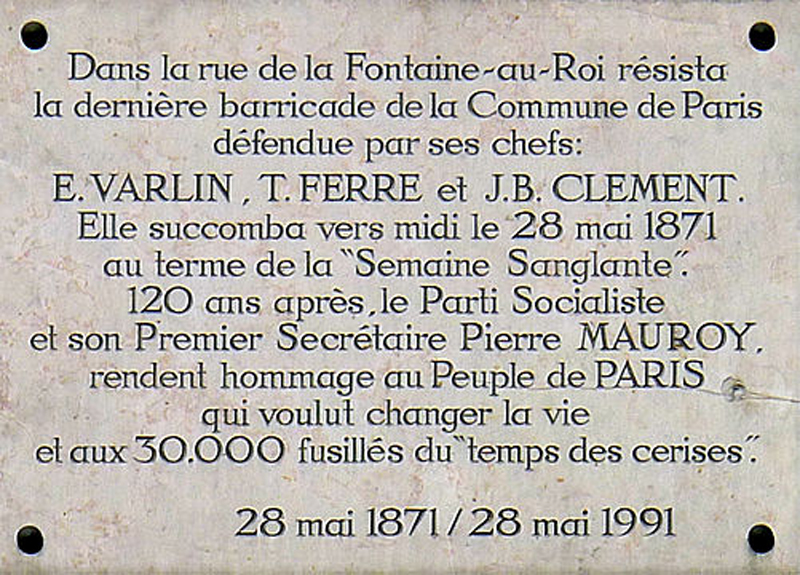 Dans la rue de la Fontaine-au-Roi résista
la dernière barricade de la Commune de Paris
défendue par ses chefs:
E. VARLIN, T. FERRE et J.B. CLEMENT.
Elle succomba vers midi le 28 mai 1871
au terme de la "Semaine Sanglante".
120 ans après, le Parti Socialiste
et son Premier Secrétaire Pierre MAUROY,
rendent hommage au Peuple de PARIS
qui voulut changer la vie
et aux 30.000 fusillés du "temps des cerises".
28 mai 1871 / 28 mai 1991